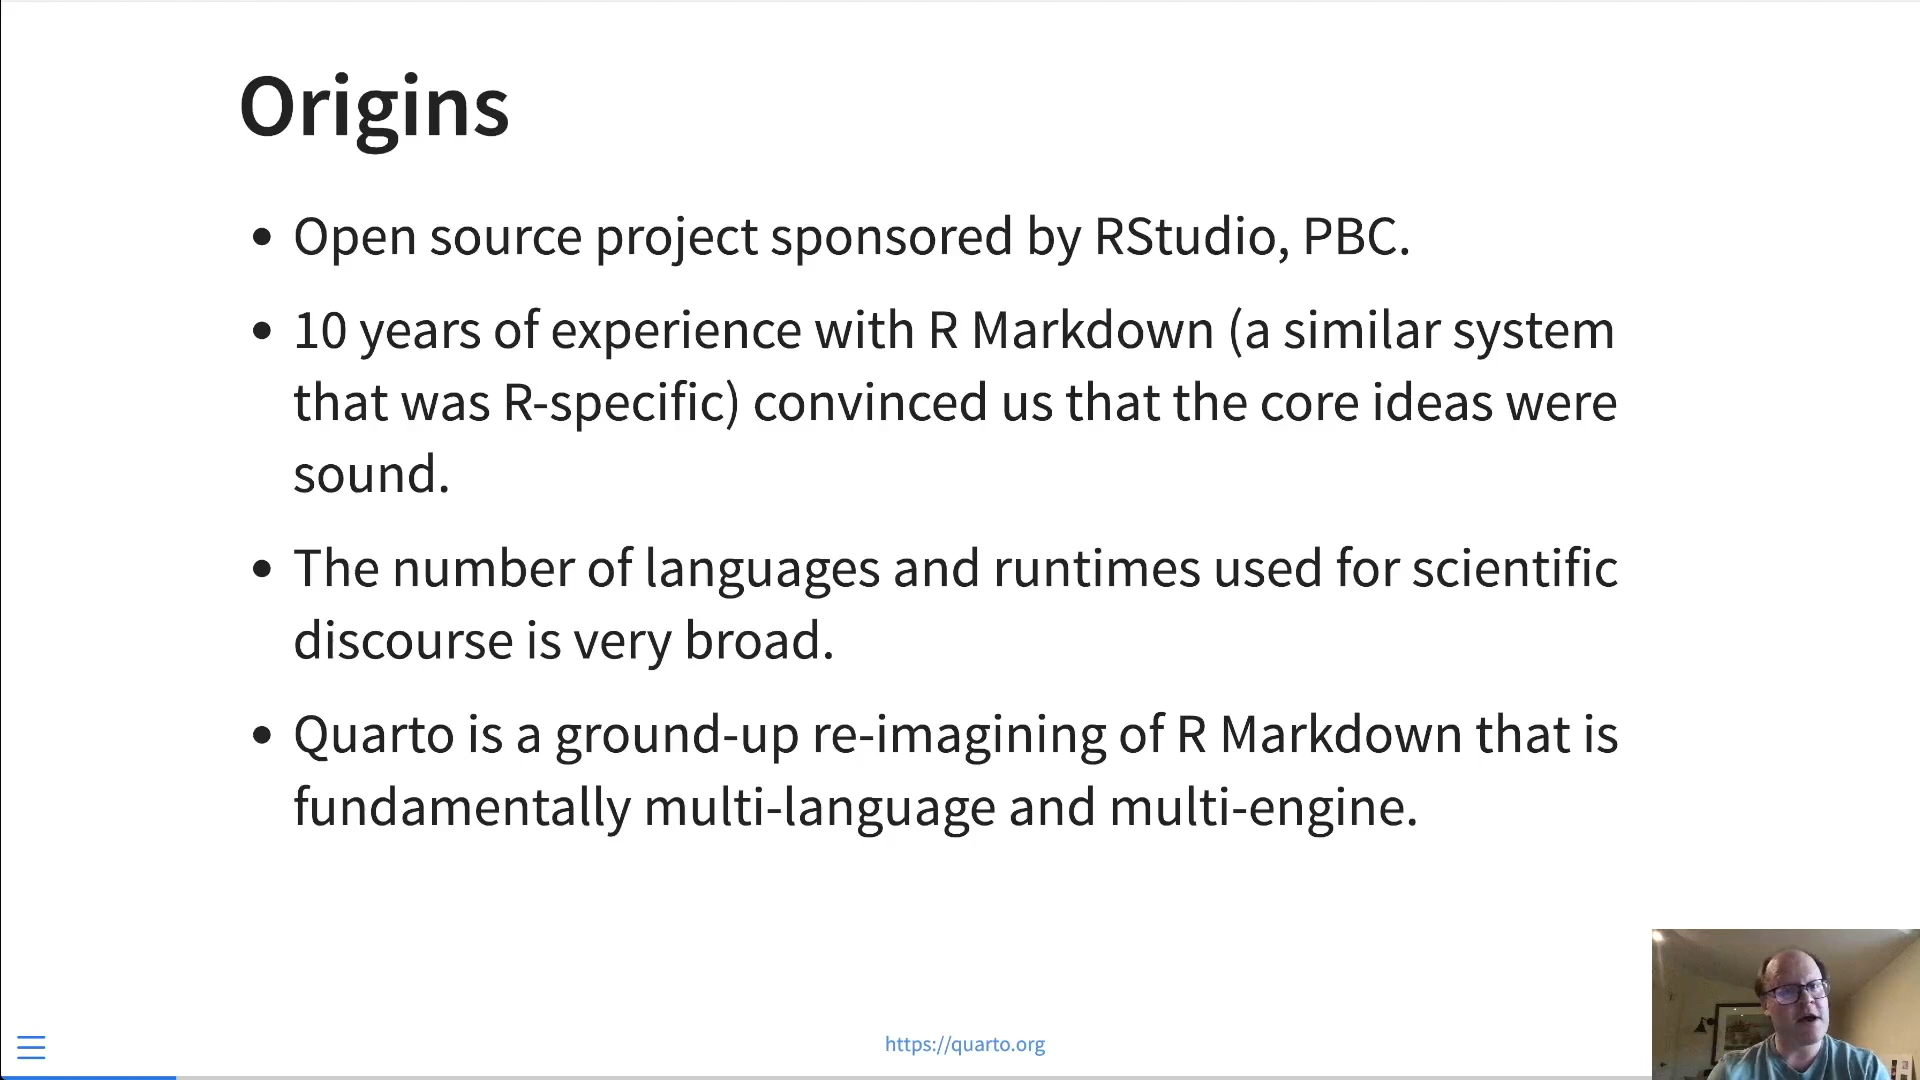 Origins
• Open source project sponsored by RStudio, PBC.
• 10 years of experience with R Markdown (a similar system
that was R-specific) convinced us that the core ideas were
sound.
• The number of languages and runtimes used for scientific
discourse is very broad.
• Quarto is a ground-up re-imagining of R Markdown that is
fundamentally multi-language and multi-engine.
https://quarto.org